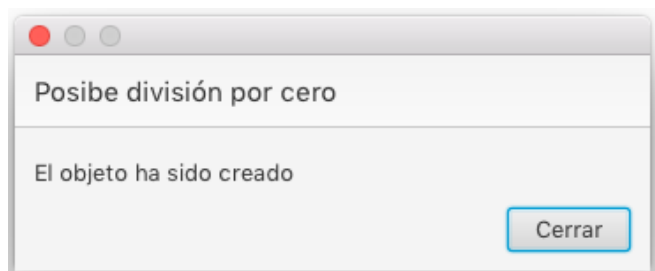 Posibe división por cero
El objeto ha sido creado
Cerrar